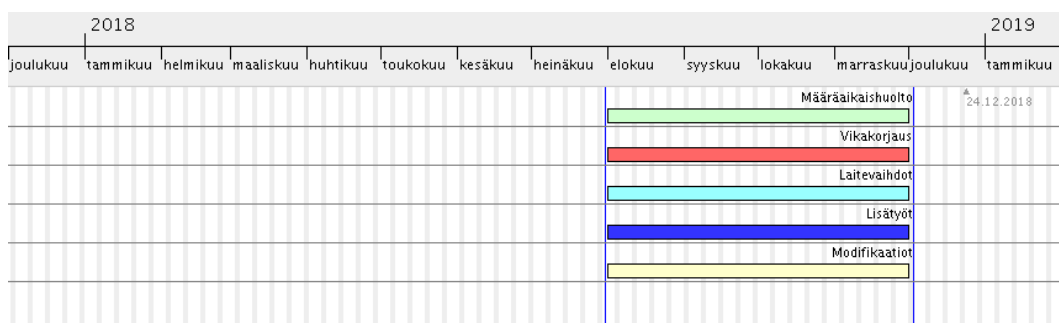 2018 2019
joulukuu tammikuu helmikuu maaliskuu huhtikuu toukokuu kesäkuu heinäkuu elokuu syyskuu lokakuu marraskuu joulukuu tammikuu
Määräaikaishuolto
24.12.2018
Vikakorjaus
Laitevaihdot
Lisätyöt
Modifikaatiot